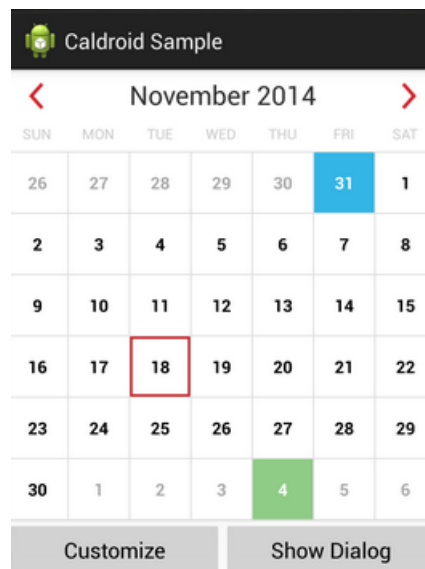 Caldroid Sample
November 2014
SUN MON TUE WED THU FRI SAT
26 27 28 29 30 31 1
2 3 4 5 6 7 8
9 10 11 12 13 14 15
16 17 18 19 20 21 22
23 24 25 26 27 28 29
30 1 2 3 4 5 6
Customize Show Dialog